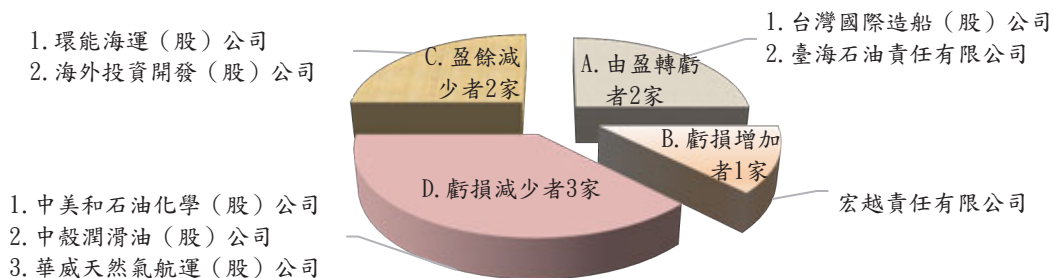 1.環能海運（股）公司
2.海外投資開發（股）公司
C.盈餘減
少者2家
A.由盈轉虧
者2家
1.台灣國際造船（股）公司
2.臺海石油責任有限公司
B.虧損增加
者1家
宏越責任有限公司
D.虧損減少者3家
1.中美和石油化學（股）公司
2.中殼潤滑油（股）公司
3.華威天然氣航運（股）公司